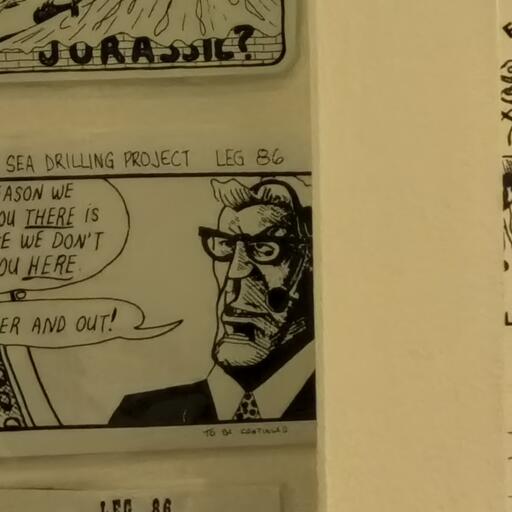 JURASSIC?
SEA DRILLING PROJECT LEG 86
EASON WE
OU THERE IS
E WE DON'T
OU HERE.
ER AND OUT!
TO BE CONTINUED
LEG 86